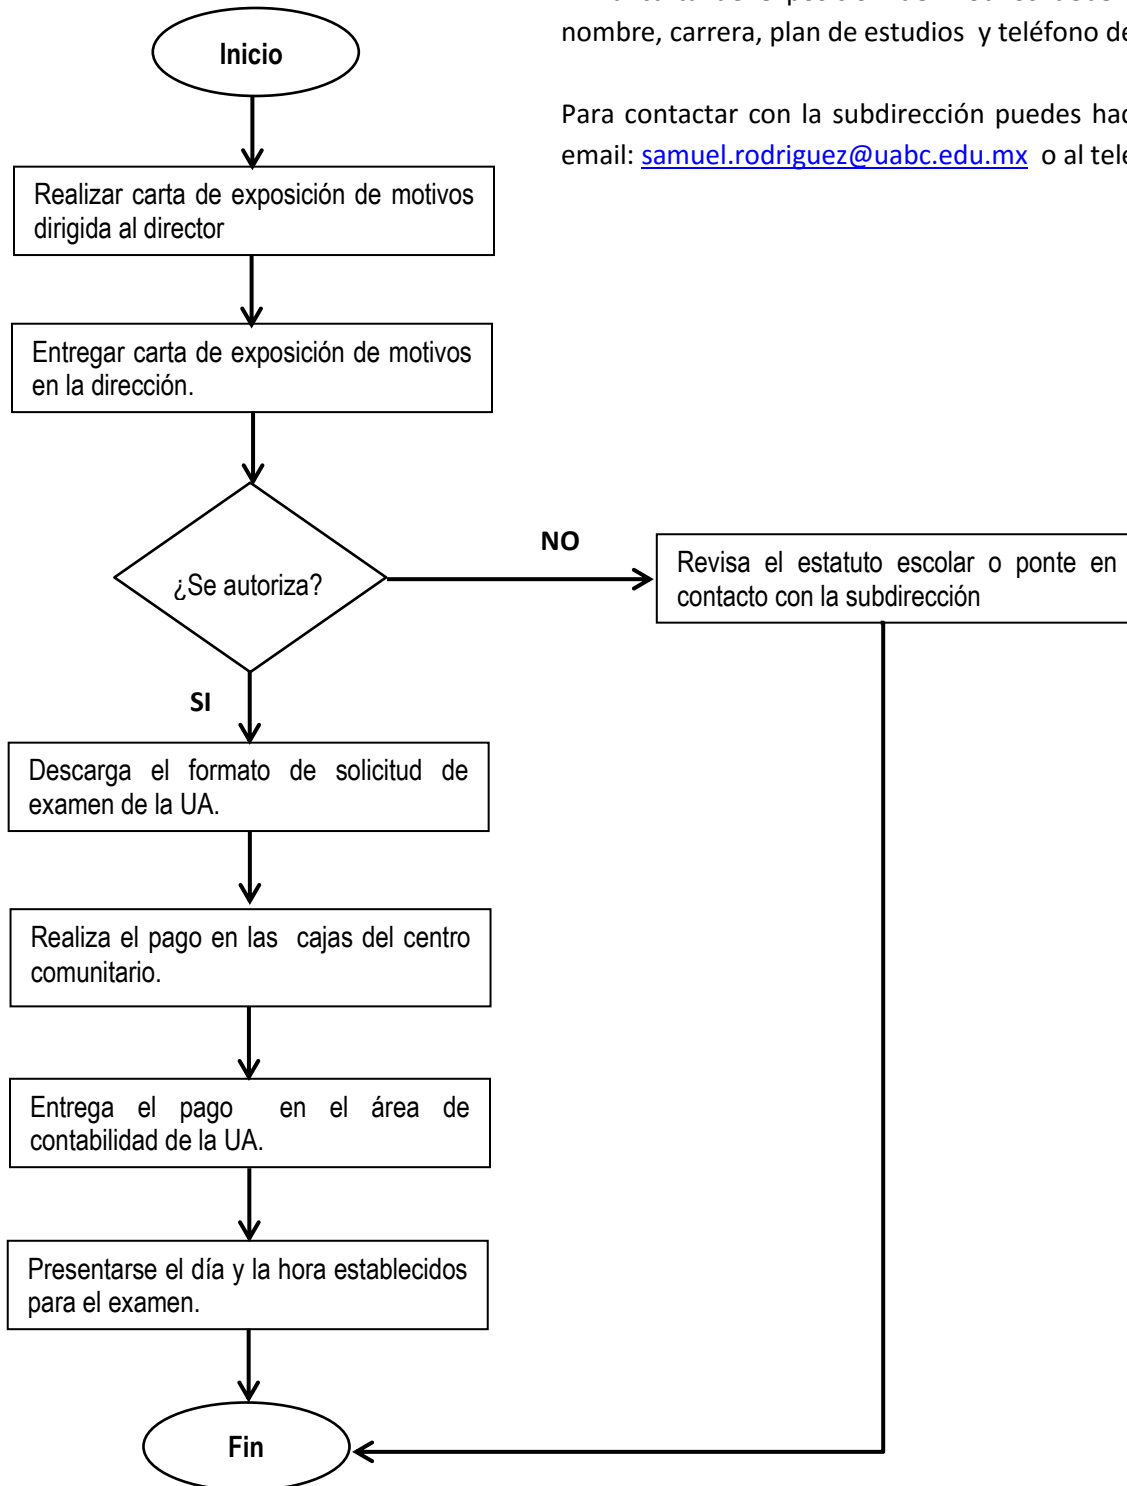 nombre, carrera, plan de estudios y teléfono de
Para contactar con la subdirección puedes hac
email: samuel.rodriguez@uabc.edu.mx o al tele
Inicio
Realizar carta de exposición de motivos
dirigida al director
Entregar carta de exposición de motivos
en la dirección.
¿Se autoriza?
NO
Revisa el estatuto escolar o ponte en
contacto con la subdirección
SI
Descarga el formato de solicitud de
examen de la UA.
Realiza el pago en las cajas del centro
comunitario.
Entrega el pago en el área de
contabilidad de la UA.
Presentarse el día y la hora establecidos
para el examen.
Fin